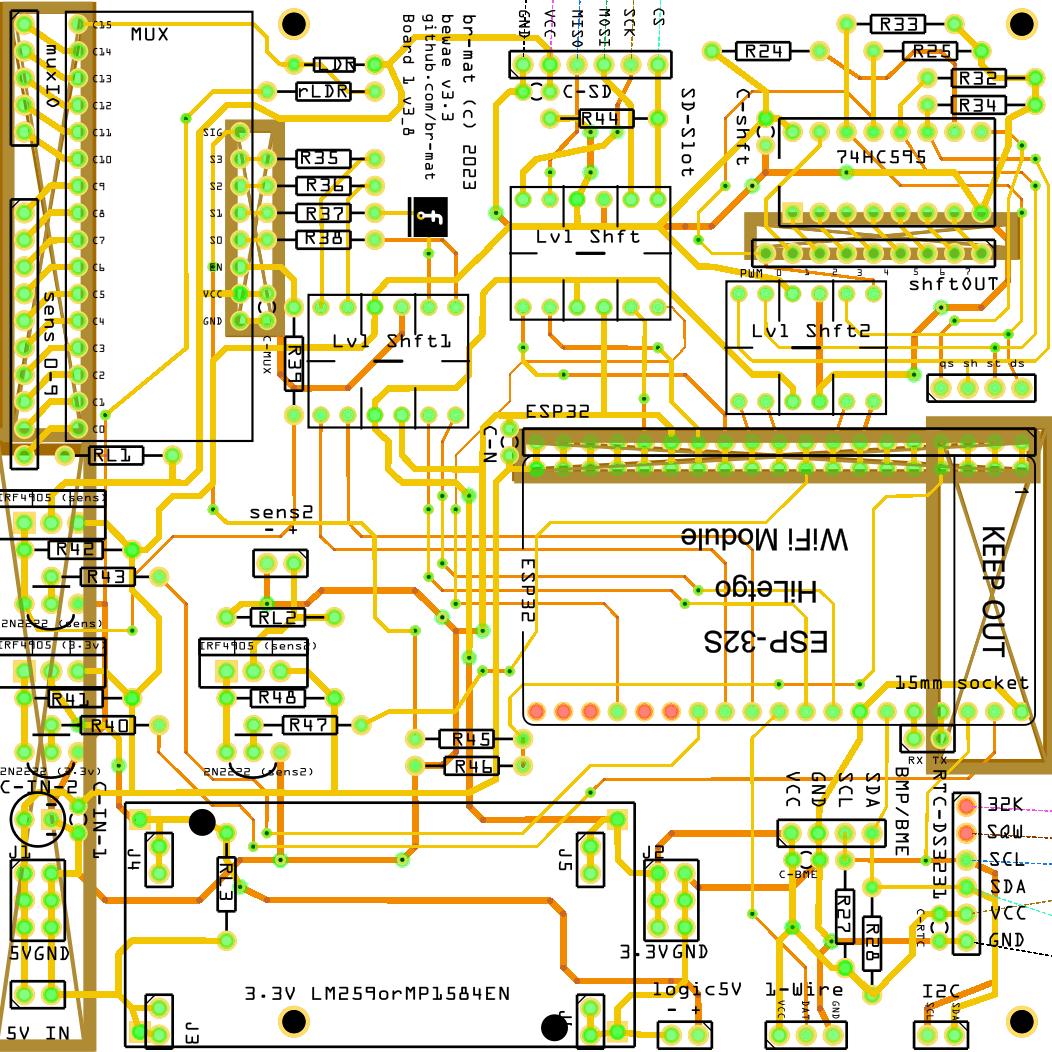 MUX
muxIO
C15
C14
C13
C12
C11
C10
C9
C8
C7
C6
C5
C4
C3
C2
C1
C0
sens 0-9
SIG
S3
S2
S1
S0
EN
VCC
GND
C-MUX
LDR
rLDR
R35
R36
R37
R38
R39
br-mat (c) 2023
bewae v3.3
github.com/br-mat
Board 1 v3_8
GND
VCC
MISO
MOSI
SCK
CS
C-SD
R44
SD-Slot
Lvl Shft
Lvl Shft1
Lvl Shft2
R33
R24
R25
R32
R34
C-shft
74HC595
PWM 0 1 2 3 4 5 6 7
shftOUT
qs sh st ds
ESP32
C-N
ESP32
WiFi Module
HiLetgo
ESP-32S
KEEP OUT
15mm socket
RL1
IRF4905 (sens)
R42
R43
2N2222 (sens)
IRF4905 (3.3v)
R41
R40
2N2222 (3.3v)
sens2
- +
RL2
IRF4905 (sens2)
R48
R47
2N2222 (sens2)
R45
R46
RX TX
C-IN-2
C-IN-1
J1
5VGND
5V IN
J4
RL3
J5
J3
3.3V LM259orMP1584EN
3.3VGND
logic5V
- +
VCC
GND
SCL
SDA
BMP/BME
C-BME
R27
R28
C-RTC
RTC-DS3231
32K
SQW
SCL
SDA
VCC
GND
1-Wire
VCC
DAT
GND
I2C
SCL
SDA